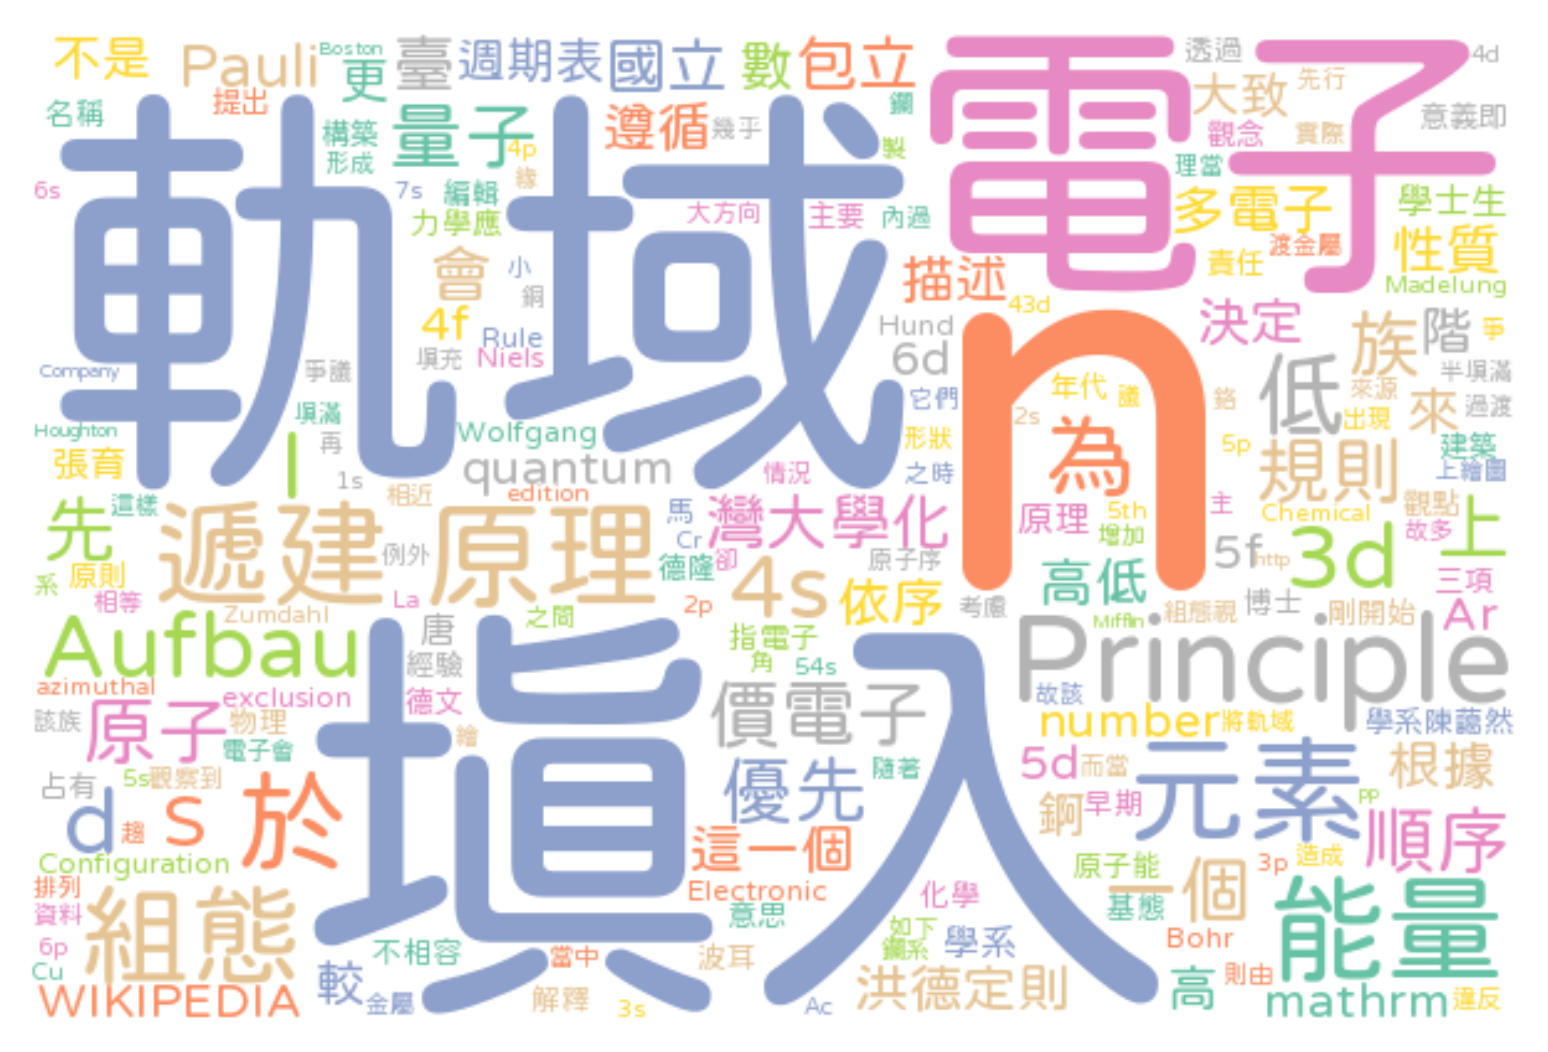 不是
Pauli
Boston
臺
週期表
國立
數
包立
電子
透過
4d
更
提出
大致
先行
名稱
鑭
意義即
軌域
構築
量子
遵循
幾乎
觀念
實際
形成
4p
製
理當
6s
7s
編輯
緣
多電子
學士生
力學應
大方向
主要
內過
責任
渡金屬
性質
會
小
描述
Madelung
銅
43d
n
4f
Rule
Hund
決定
族
階
爭
填充
Niels
6d
Company
爭議
低
半填滿
它們
年代
議
鉻
來源
來
過渡
填滿
2s
出現
Houghton
l
再
Wolfgang
形狀
為
5p
建築
張育
1s
quantum
情況
之時
規則
上繪圖
相近
edition
主
先
這樣
遞建原理
馬
灣大學化
原理
5th
Chemical
觀點
上
Cr
增加
故多
例外
德隆
卻
原子序
5f
http
3d
系
原則
4s
依序
高低
三項
相等
La
2p
考慮
組態視
博士
剛開始
Ar
Zumdahl
之間
Mifflin
Aufbau
唐
指電子
Principle
經驗
角
54s
azimuthal
exclusion
德文
價電子
故該
該族
原子
物理
number
將軌域
學系陳藹然
電子會
繪
填入
占有
5s
觀察到
優先
隨著
5d
而當
元素
根據
d
趨
s
於
鋼
早期
pp
順序
Configuration
這一個
原子能
3p
造成
排列
Electronic
化學
一個
能量
資料
組態
意思
如下
基態
6p
不相容
當中
波耳
鑭系
學系
Bohr
Cu
較
洪德定則
高
則由
WIKIPEDIA
金屬
解釋
3s
Ac
mathrm
違反